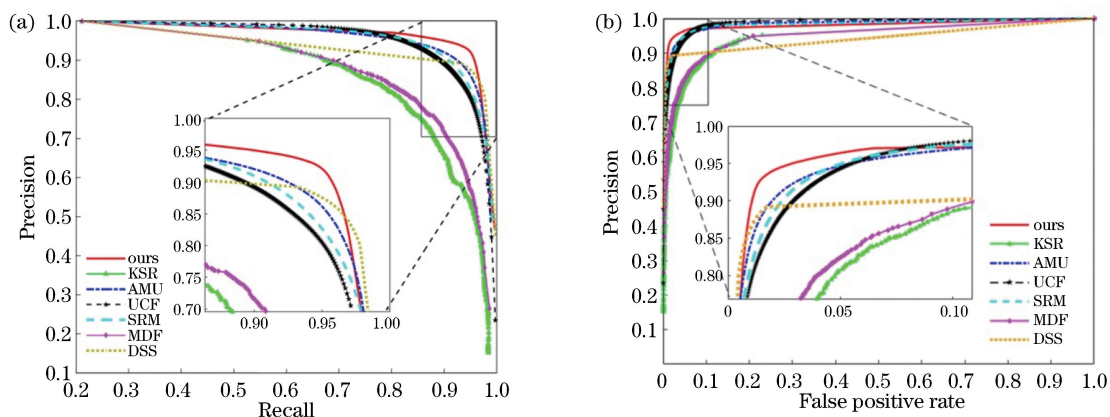 (a)
1.0
0.9
0.8
0.7
0.6
0.5
0.4
0.3
0.2
0.1
Precision
0.2 0.3 0.4 0.5 0.6 0.7 0.8 0.9 1.0
Recall
1.00
0.95
0.90
0.85
0.80
0.75
0.70
0.90 0.95 1.00
ours
KSR
AMU
UCF
SRM
MDF
DSS
(b)
1.0
0.9
0.8
0.7
0.6
0.5
0.4
0.3
0.2
0.1
Precision
0 0.1 0.2 0.3 0.4 0.5 0.6 0.7 0.8 0.9 1.0
False positive rate
1.00
0.95
0.90
0.85
0.80
0 0.05 0.10
ours
KSR
AMU
UCF
SRM
MDF
DSS